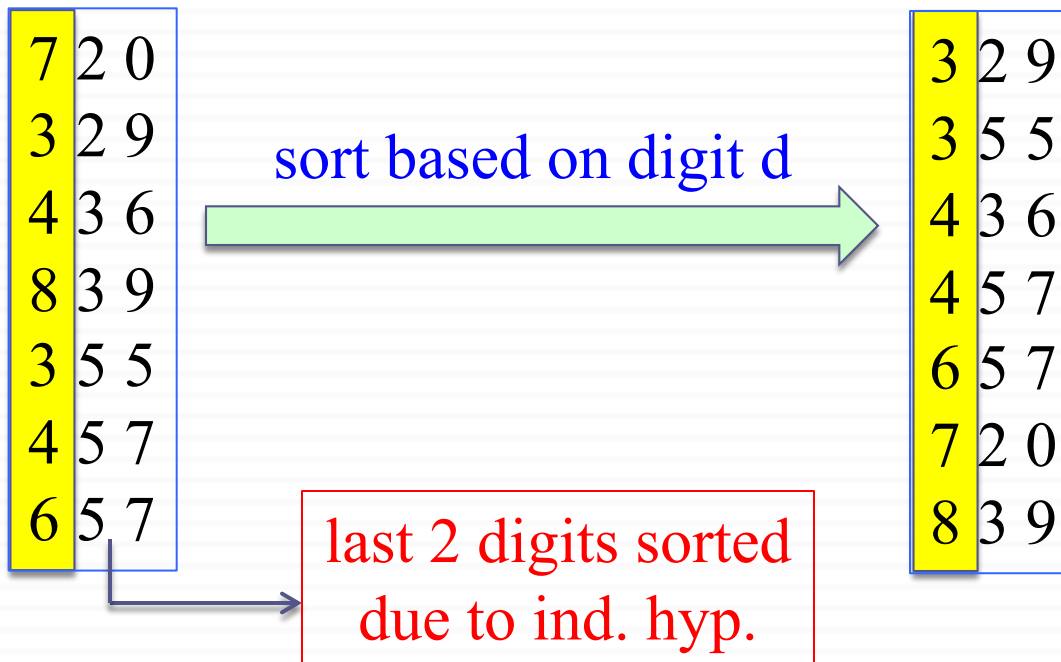 7 2 0
3 2 9
4 3 6
8 3 9
3 5 5
4 5 7
6 5 7
sort based on digit d
last 2 digits sorted
due to ind. hyp.
3 2 9
3 5 5
4 3 6
4 5 7
6 5 7
7 2 0
8 3 9